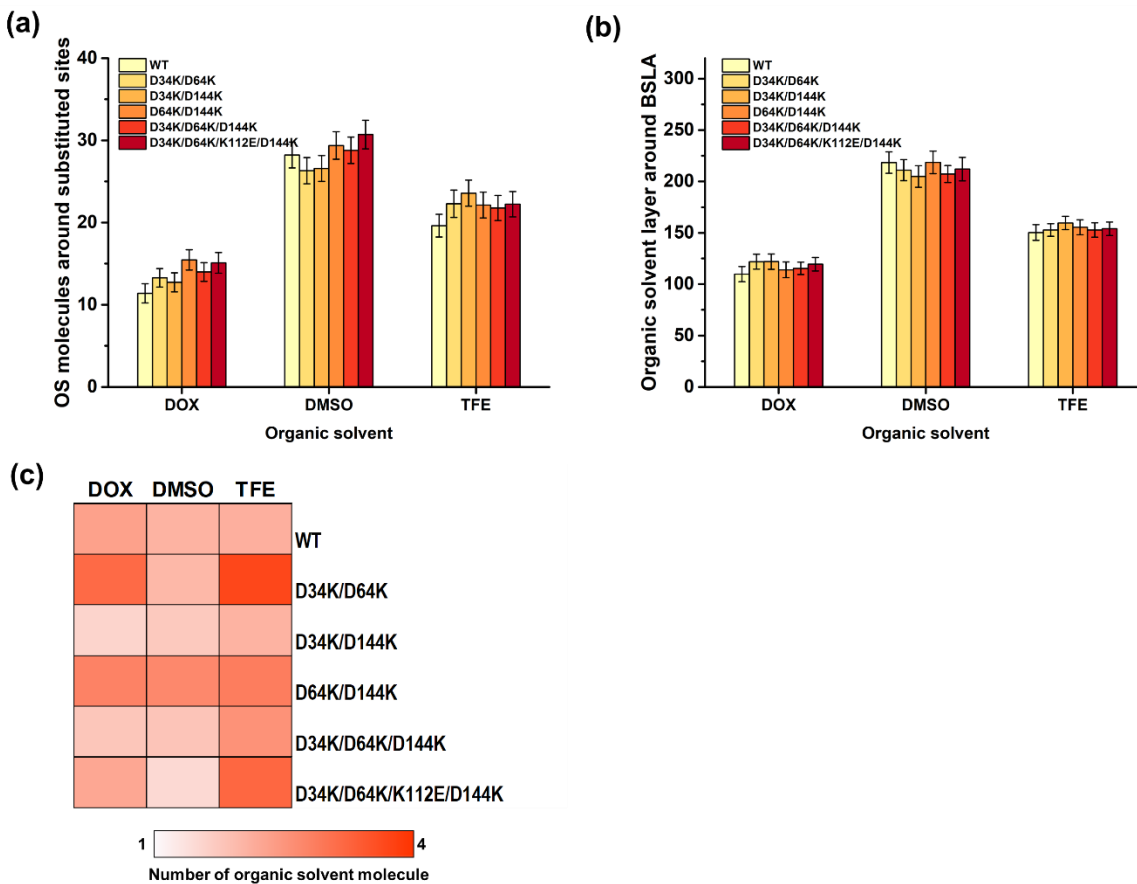 (a)
OS molecules around substituted sites
40
30
20
10
0
WT
D34K/D64K
D34K/D144K
D64K/D144K
D34K/D64K/D144K
D34K/D64K/K112E/D144K
DOX
DMSO
TFE
Organic solvent
(b)
Organic solvent layer around BSLA
300
250
200
150
100
50
0
WT
D34K/D64K
D34K/D144K
D64K/D144K
D34K/D64K/D144K
D34K/D64K/K112E/D144K
DOX
DMSO
TFE
Organic solvent
(c)
DOX DMSO TFE
WT
D34K/D64K
D34K/D144K
D64K/D144K
D34K/D64K/D144K
D34K/D64K/K112E/D144K
1
4
Number of organic solvent molecule